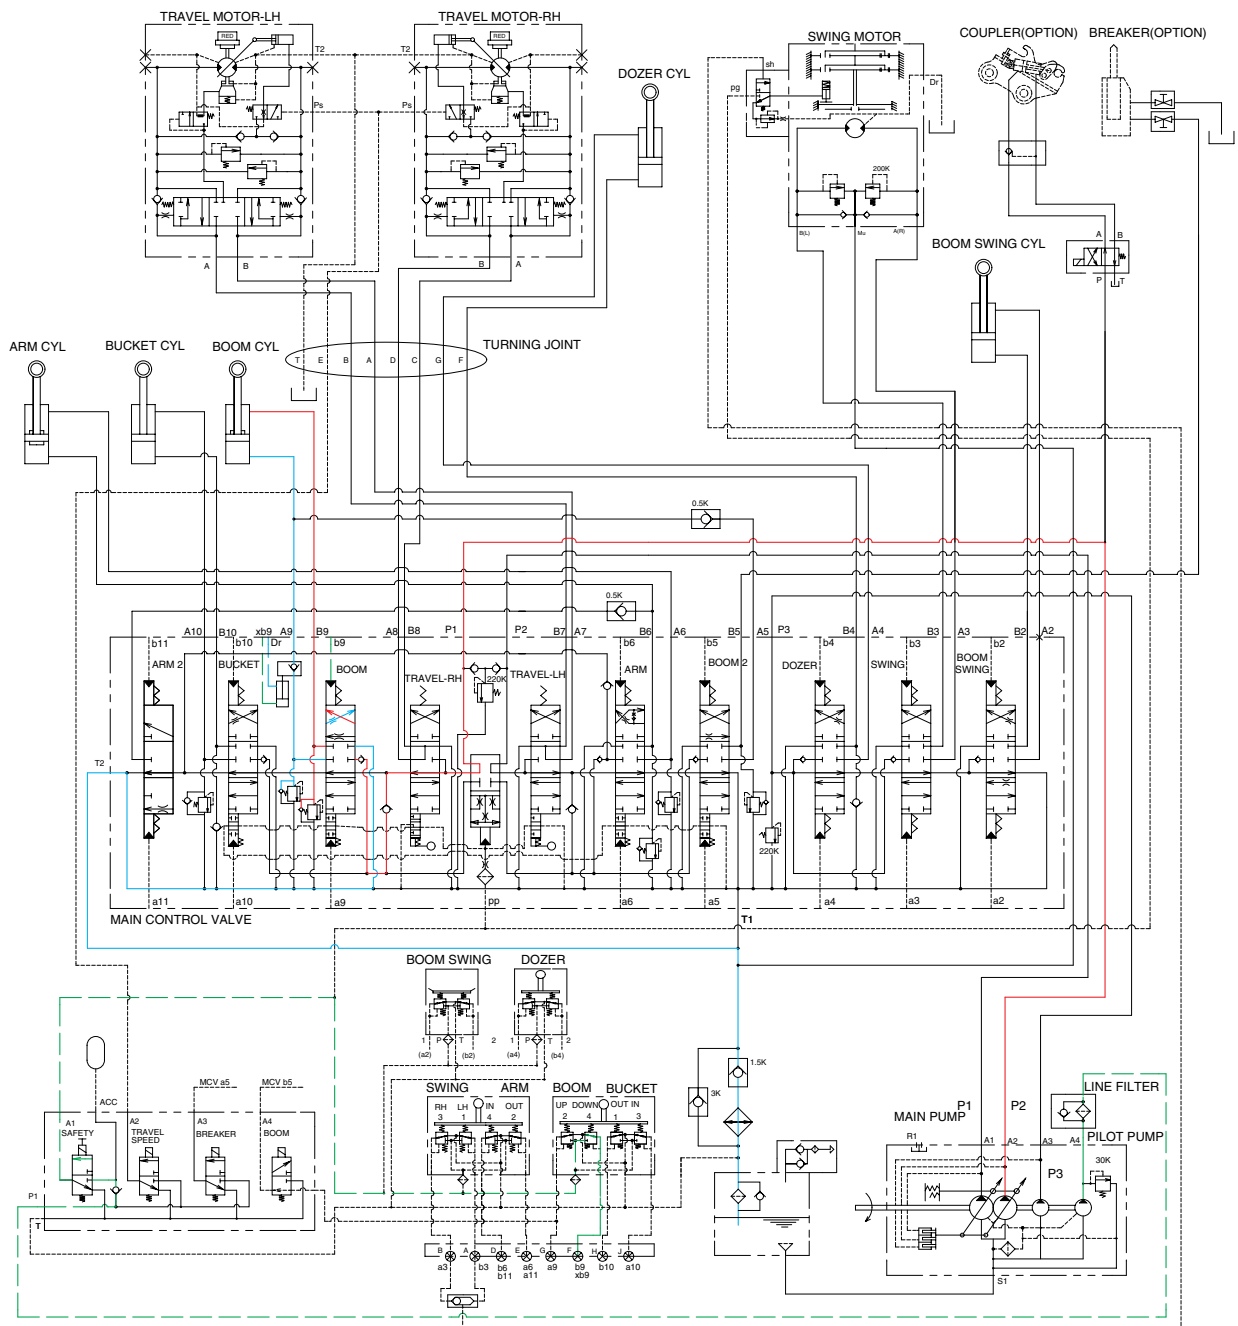 TRAVEL MOTOR-LH
TRAVEL MOTOR-RH
SWING MOTOR
COUPLER(OPTION)
BREAKER(OPTION)
RED
RED
T2
T2
DOZER CYL
sh
pg
Dr
Ps
Ps
200K
B(L)
Mu
A(R)
A
B
B
A
A
B
P
T
BOOM SWING CYL
TURNING JOINT
T E B A D C G F
ARM CYL
BUCKET CYL
BOOM CYL
0.5K
0.5K
b11
A10
B10
b10
xb9
Dr
A9
B9
b9
A8
B8
P1
P2
B7
A7
b6
B6
A6
b5
B5
A5
P3
b4
B4
A4
b3
B3
A3
b2
B2
A2
ARM 2
BUCKET
BOOM
TRAVEL-RH
220K
TRAVEL-LH
ARM
BOOM 2
DOZER
SWING
BOOM
SWING
T2
220K
a11
a10
a9
pp
a6
a5
a4
a3
a2
MAIN CONTROL VALVE
T1
BOOM SWING
DOZER
1 P T 2
(a2) (b2)
1 P T 2
(a4) (b4)
SWING
ARM
BOOM
BUCKET
RH LH IN OUT
3 1 4 2
UP DOWN OUT IN
2 4 1 3
1.5K
3K
LINE FILTER
MAIN PUMP
P1
P2
PILOT PUMP
R1
A1
A2
A3
A4
P3
30K
S1
MCV a5
MCV b5
ACC
A1
SAFETY
A2
TRAVEL
SPEED
A3
BREAKER
A4
BOOM
P1
T
B A D E G F H J
a3
b3
b6
b11
a6
a11
a9
b9
xb9
b10
a10